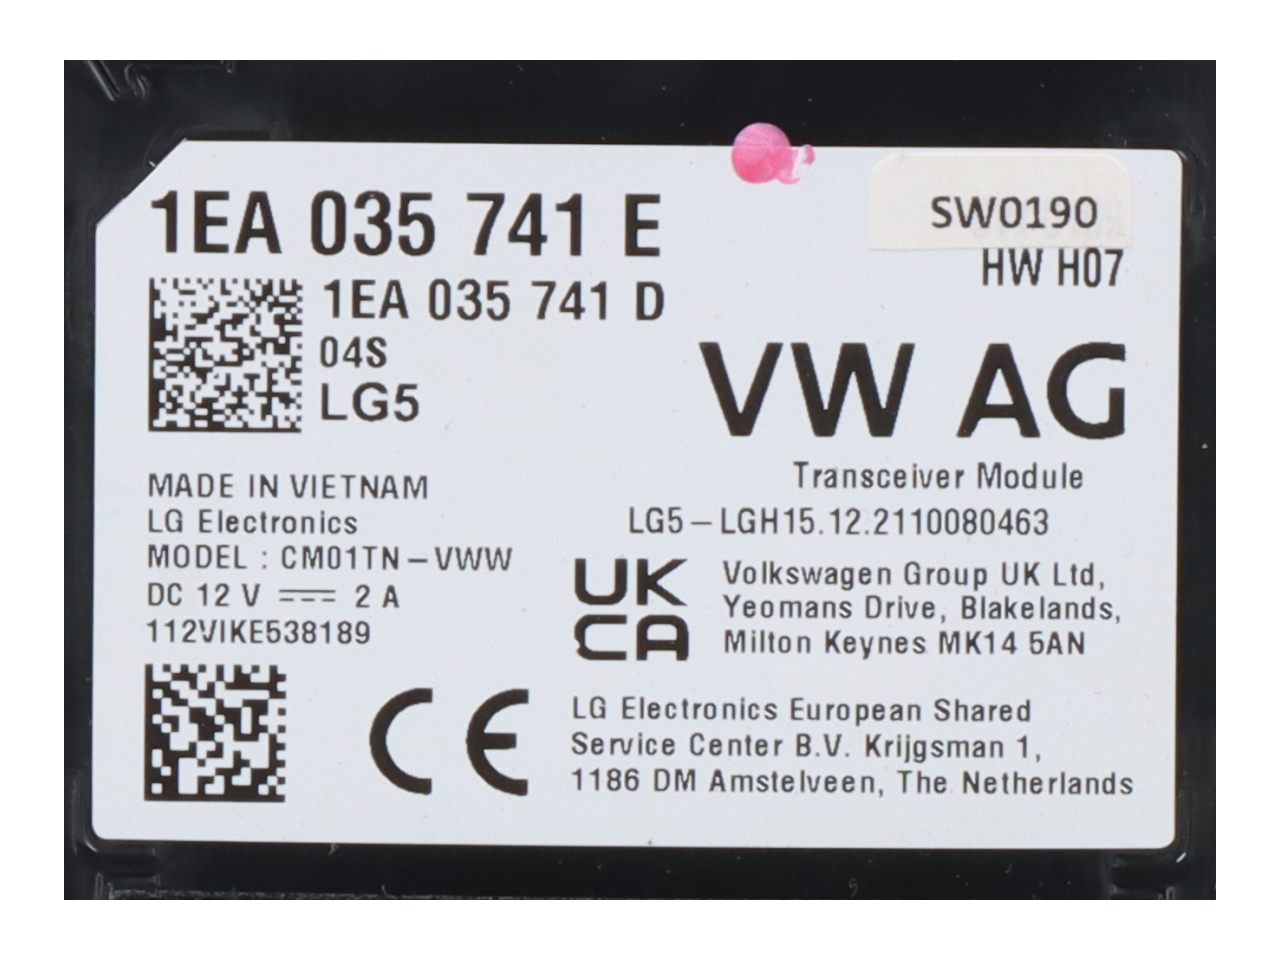 1EA 035 741 E
SW0190
HW H07
1EA 035 741 D
04S
LG5
VW AG
Transceiver Module
LG5-LGH15.12.2110080463
MADE IN VIETNAM
LG Electronics
MODEL : CM01TN-VWW
DC 12 V ⎓ 2 A
112VIKE538189
UK
CA
Volkswagen Group UK Ltd,
Yeomans Drive, Blakelands,
Milton Keynes MK14 5AN
CE
LG Electronics European Shared
Service Center B.V. Krijgsman 1,
1186 DM Amstelveen, The Netherlands